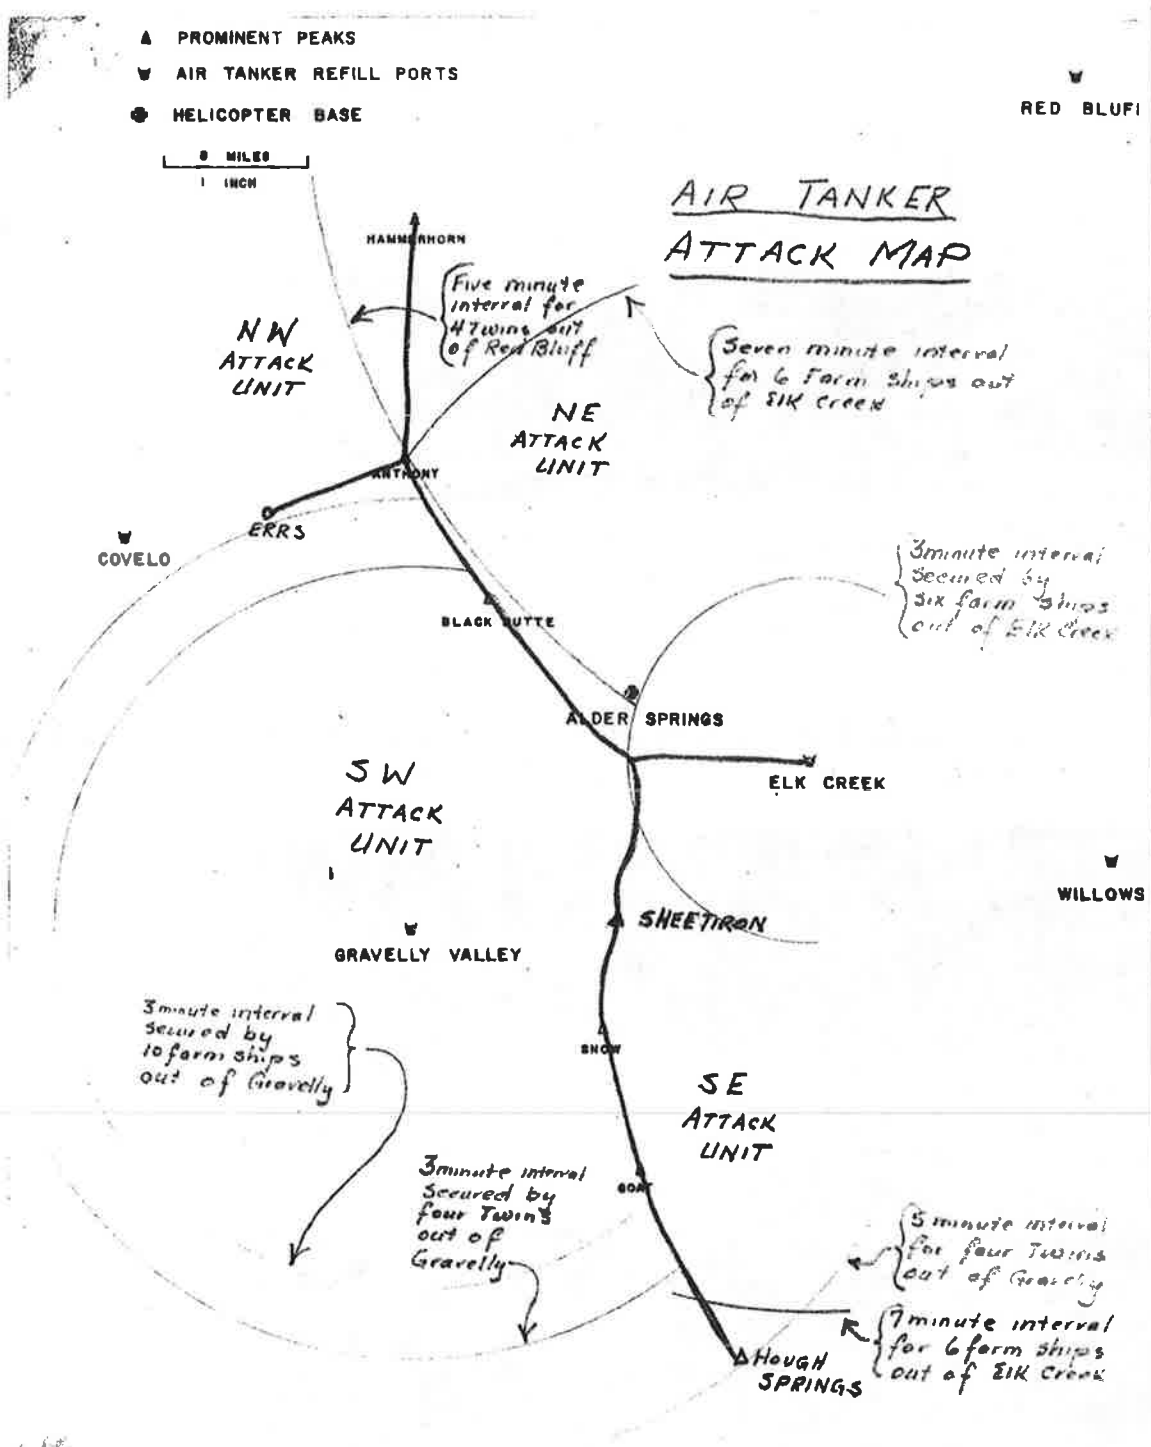 PROMINENT PEAKS
AIR TANKER REFILL PORTS
HELICOPTER BASE
8 MILES
1 INCH
RED BLUFF
AIR TANKER
ATTACK MAP
HAMMERHORN
Five minute
interval for
4 Twins out
of Red Bluff
NW
ATTACK
UNIT
Seven minute interval
for 6 Farm ships out
of Elk Creek
NE
ATTACK
UNIT
ANTHONY
ERRS
COVELO
3minute interval
secured by
six farm ships
out of Elk Creek
BLACK BUTTE
ALDER SPRINGS
ELK CREEK
SW
ATTACK
UNIT
WILLOWS
SHEETIRON
GRAVELLY VALLEY
3minute interval
secured by
10 farm ships
out of Gravelly
SNOW
SE
ATTACK
UNIT
GOAT
3minute interval
secured by
four Twins
out of
Gravelly
5 minute interval
for four Twins
out of Gravelly
7 minute interval
for 6 farm ships
out of Elk Creek
HOUGH
SPRINGS